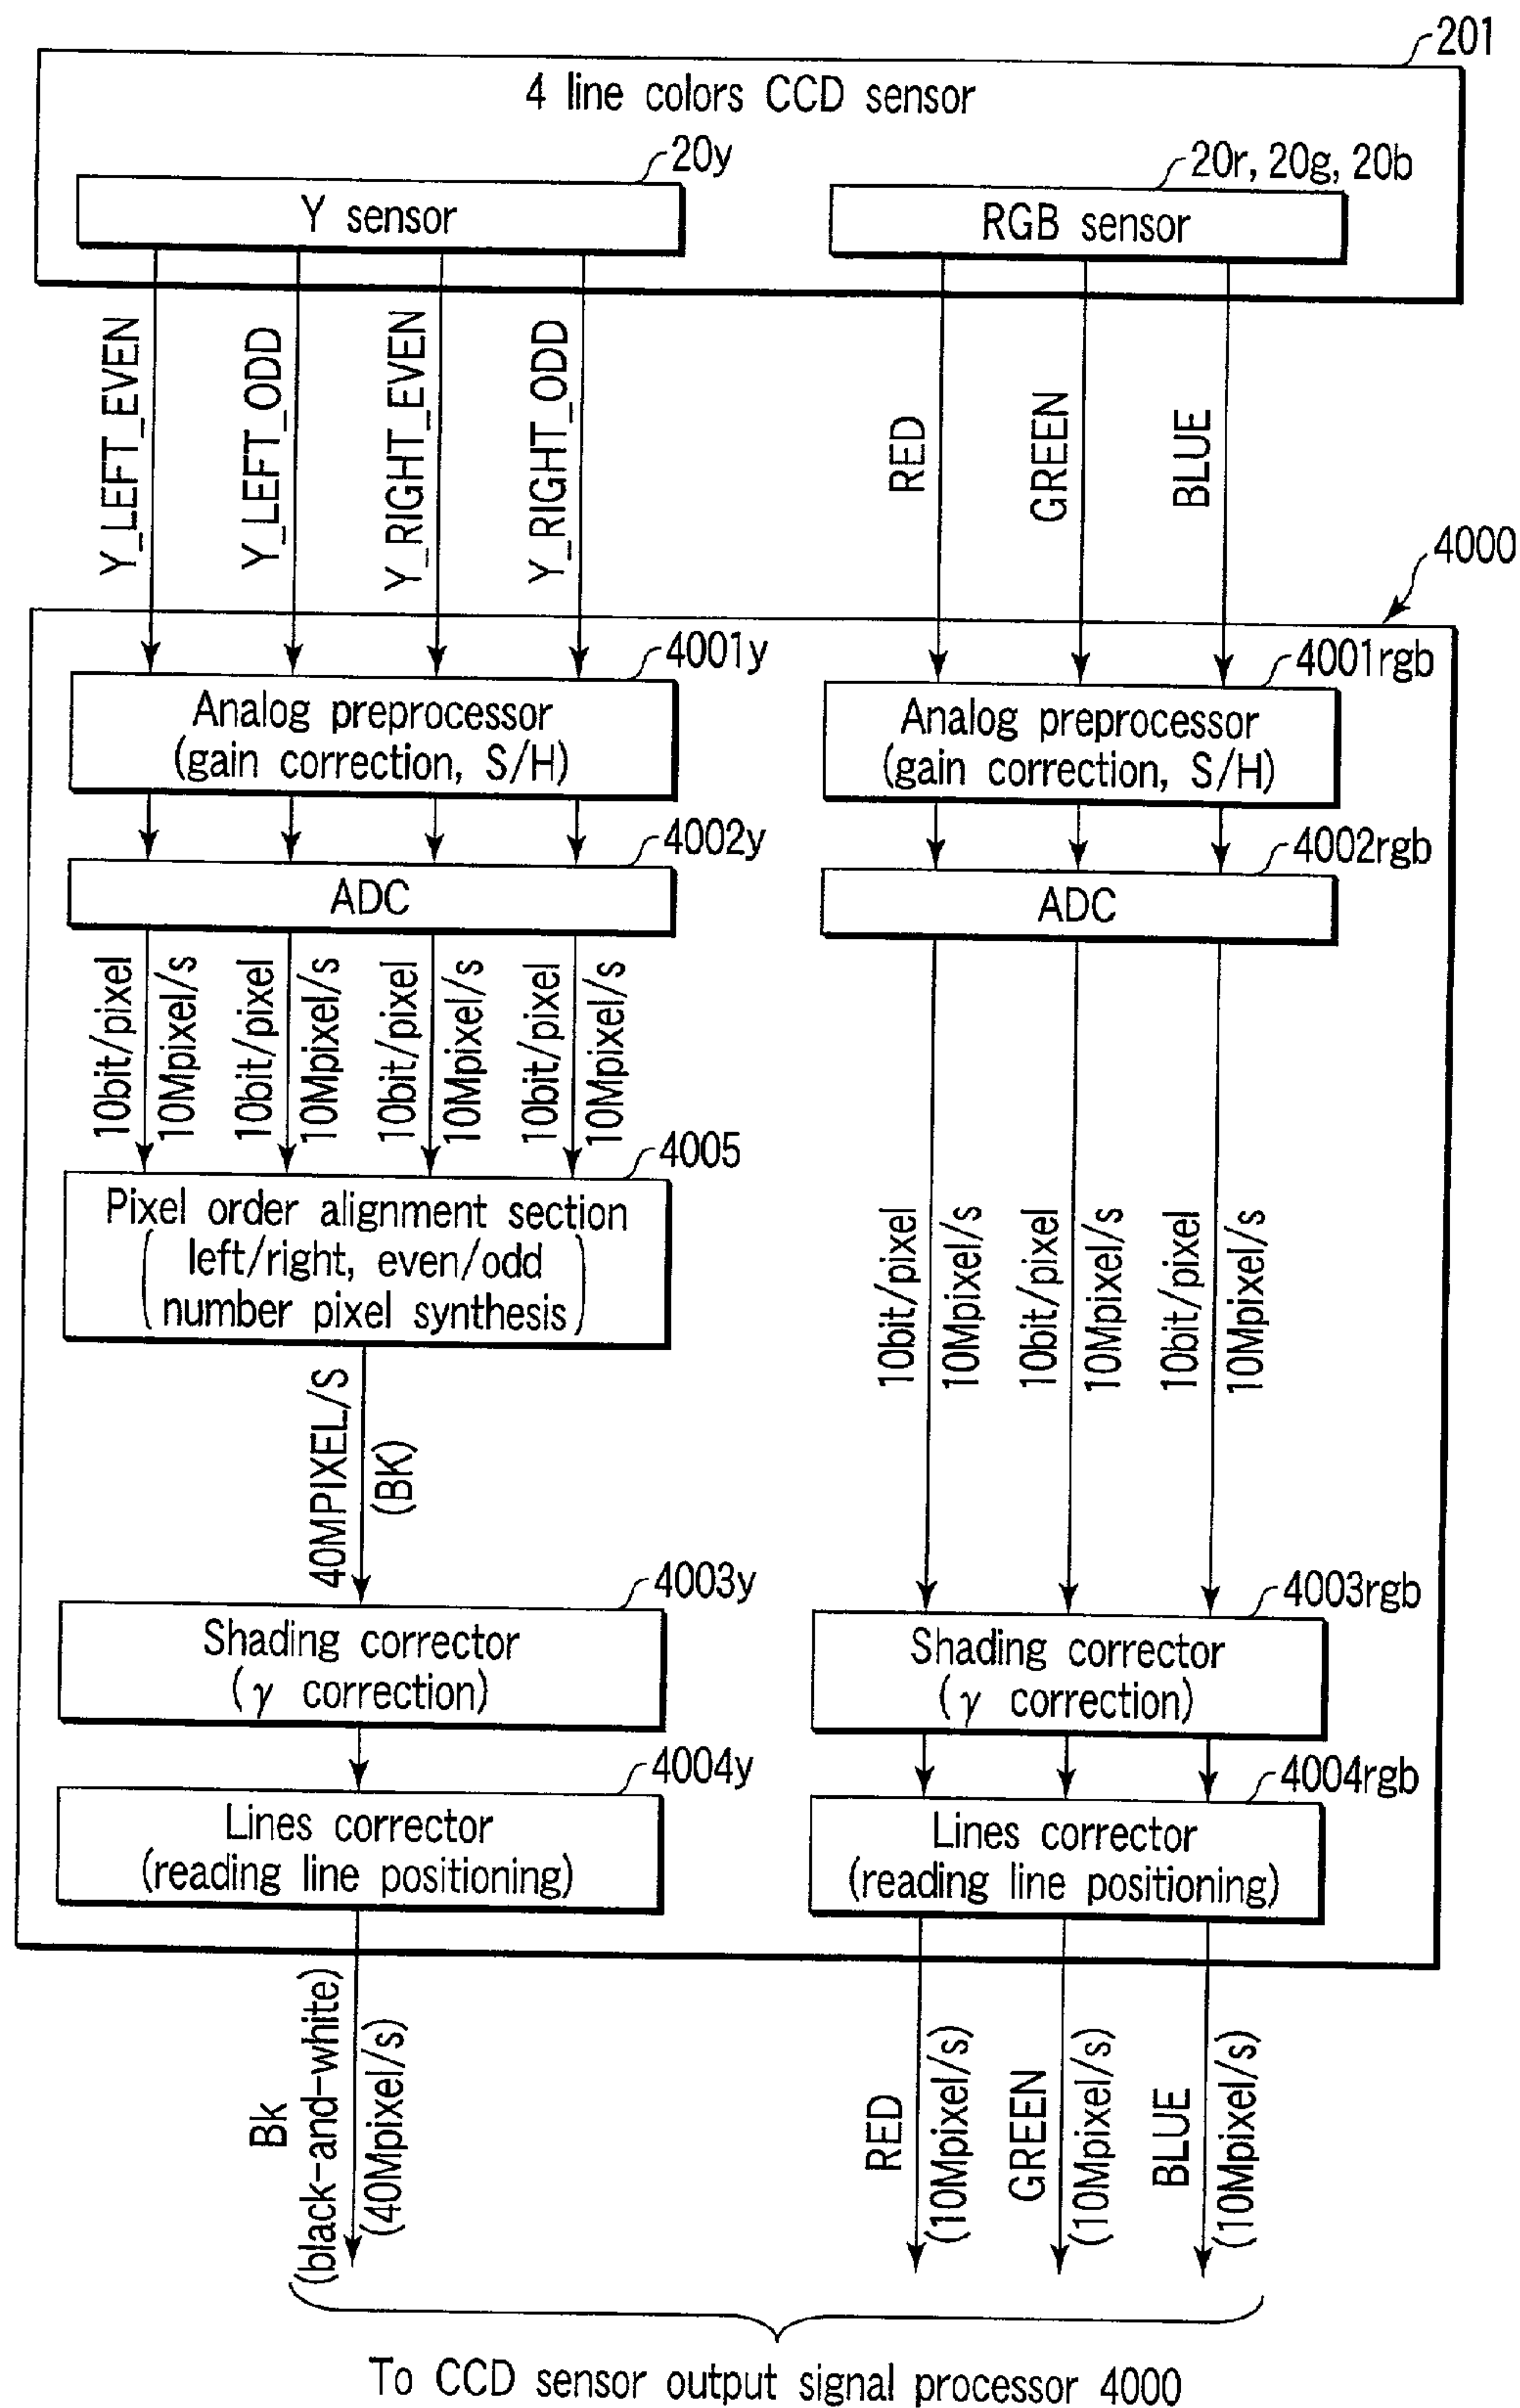 201
4 line colors CCD sensor
20y
20r, 20g, 20b
Y sensor
RGB sensor
Y_LEFT_EVEN
Y_LEFT_ODD
Y_RIGHT_EVEN
Y_RIGHT_ODD
RED
GREEN
BLUE
4000
4001y
4001rgb
Analog preprocessor
(gain correction, S/H)
Analog preprocessor
(gain correction, S/H)
4002y
4002rgb
ADC
ADC
10bit/pixel
10Mpixel/s
10bit/pixel
10Mpixel/s
10bit/pixel
10Mpixel/s
10bit/pixel
10Mpixel/s
4005
Pixel order alignment section
(left/right, even/odd
number pixel synthesis)
10bit/pixel
10Mpixel/s
10bit/pixel
10Mpixel/s
10bit/pixel
10Mpixel/s
40MPIXEL/S
(BK)
4003y
4003rgb
Shading corrector
(γ correction)
Shading corrector
(γ correction)
4004y
4004rgb
Lines corrector
(reading line positioning)
Lines corrector
(reading line positioning)
Bk
(black-and-white)
(40Mpixel/s)
RED
(10Mpixel/s)
GREEN
(10Mpixel/s)
BLUE
(10Mpixel/s)
To CCD sensor output signal processor 4000